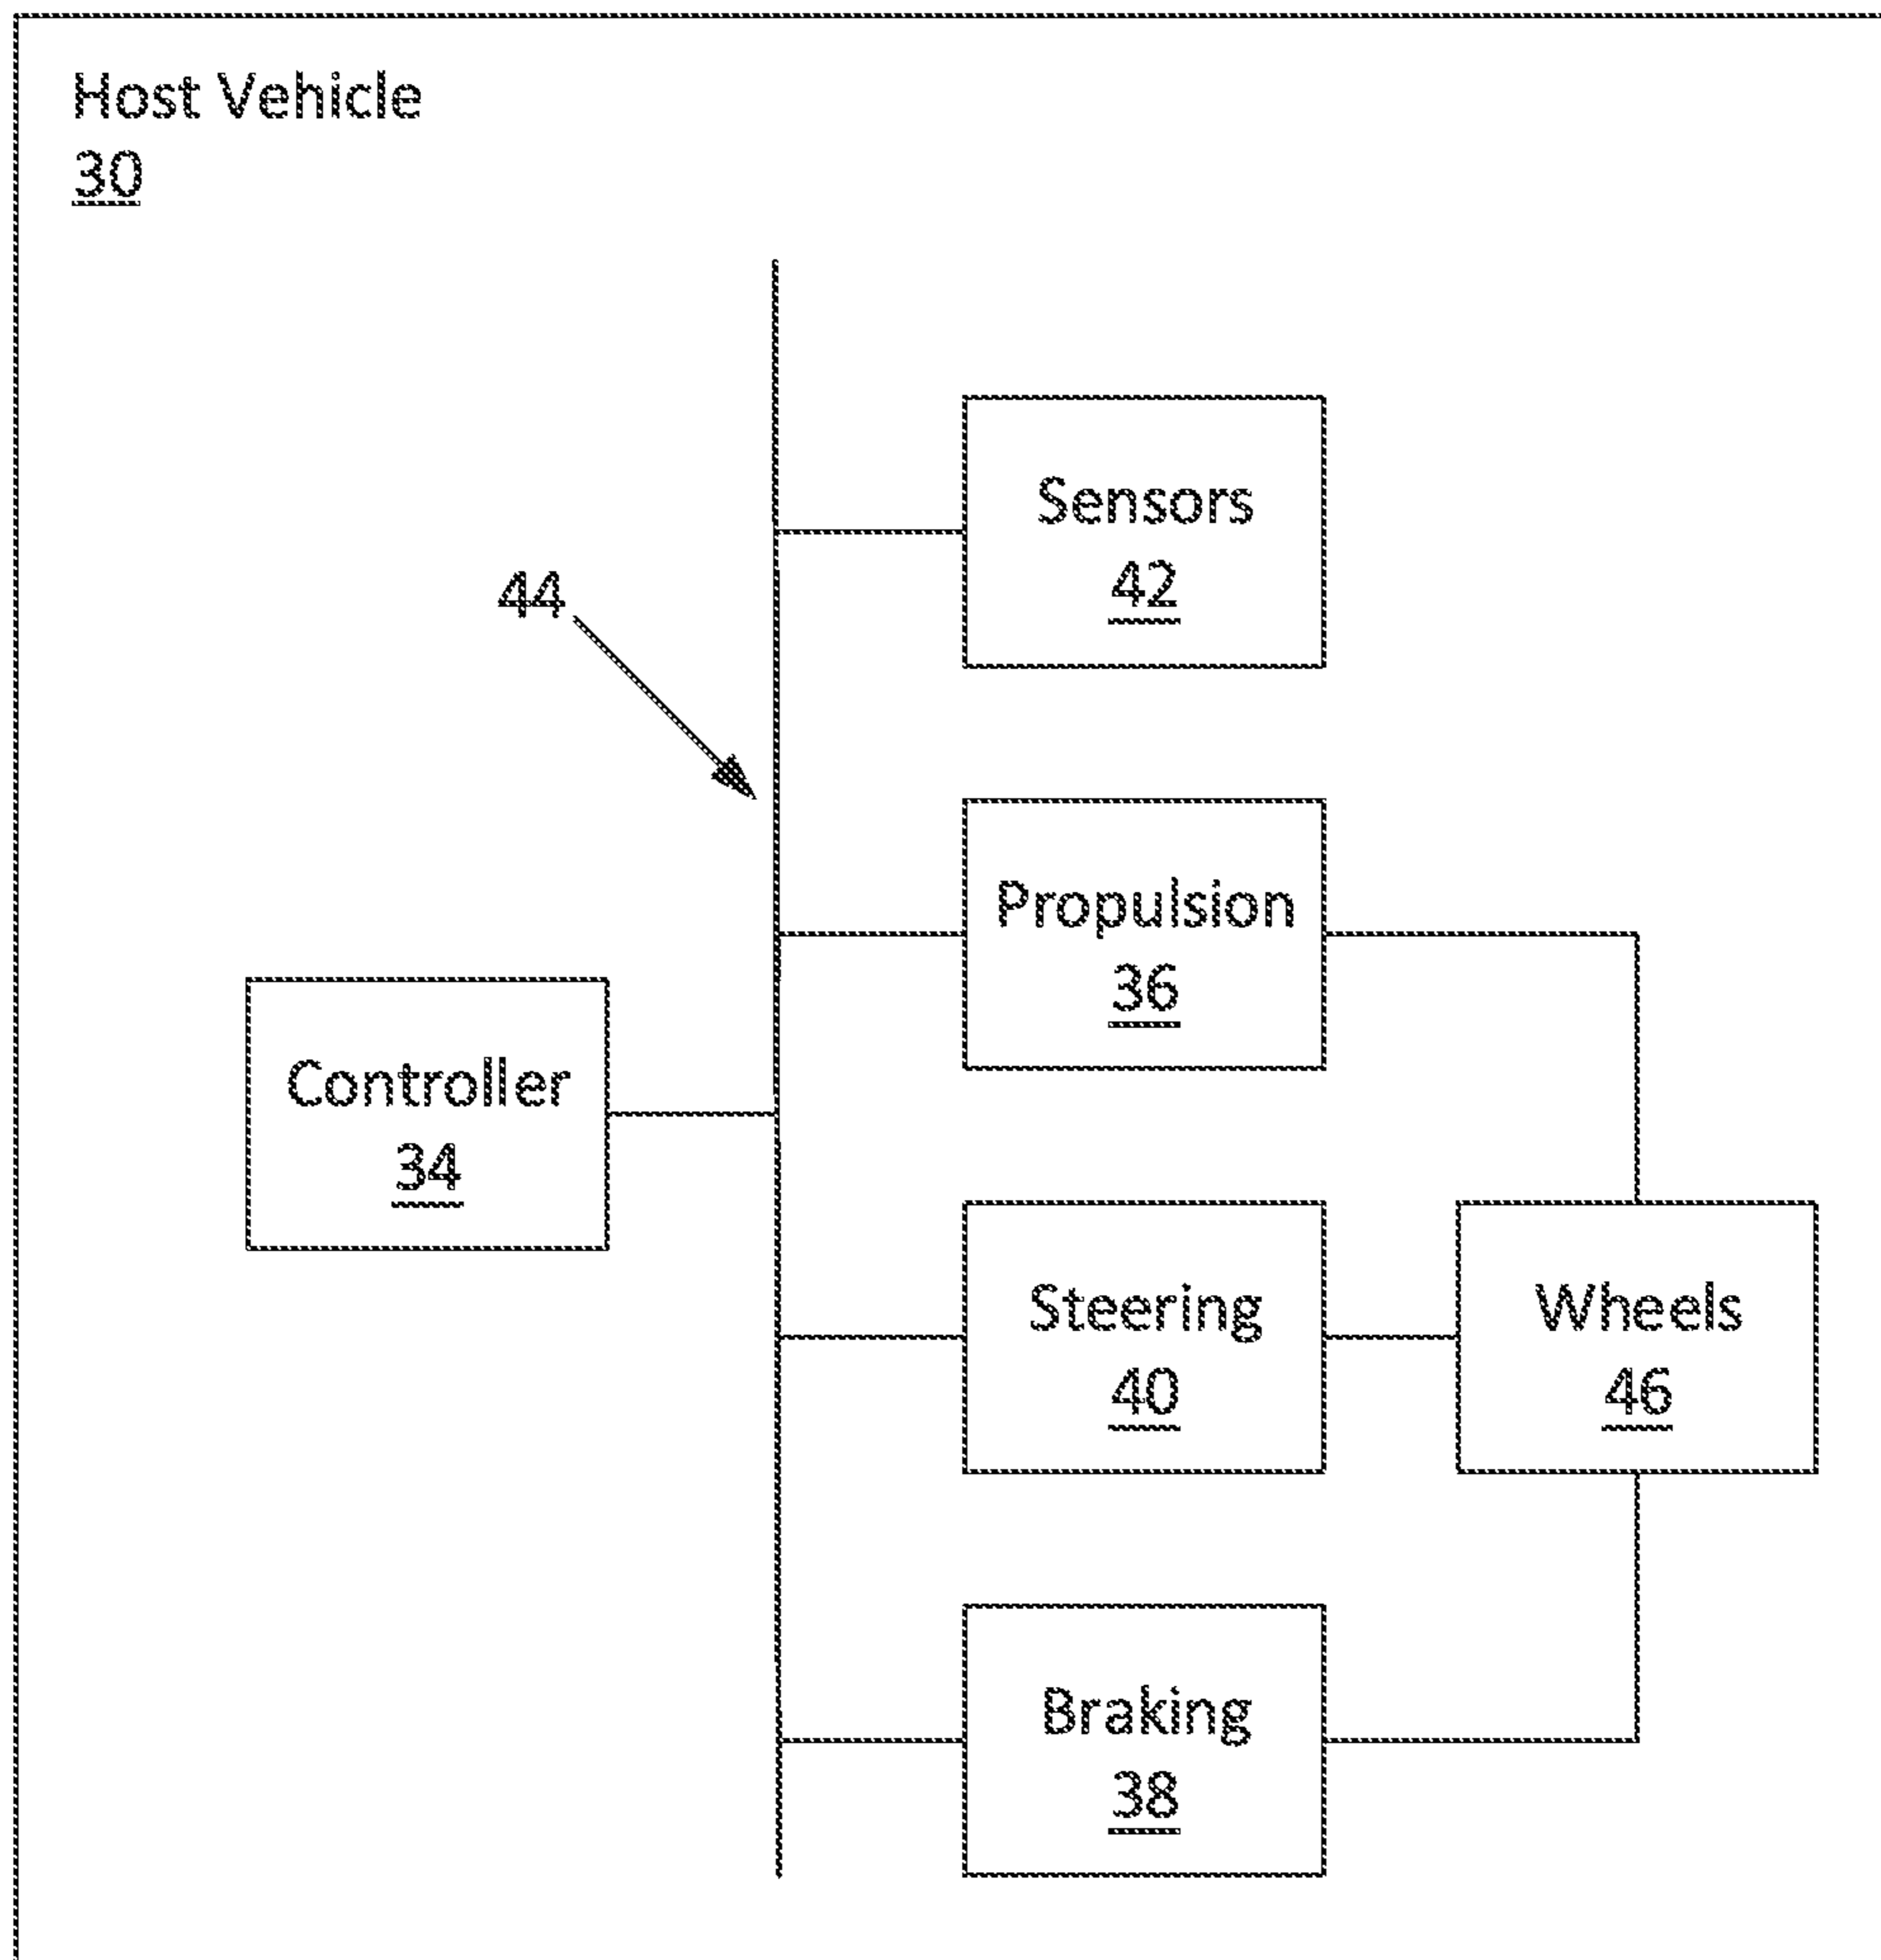 Host Vehicle
30
Sensors
42
44
Propulsion
36
Controller
34
Steering
40
Wheels
46
Braking
38